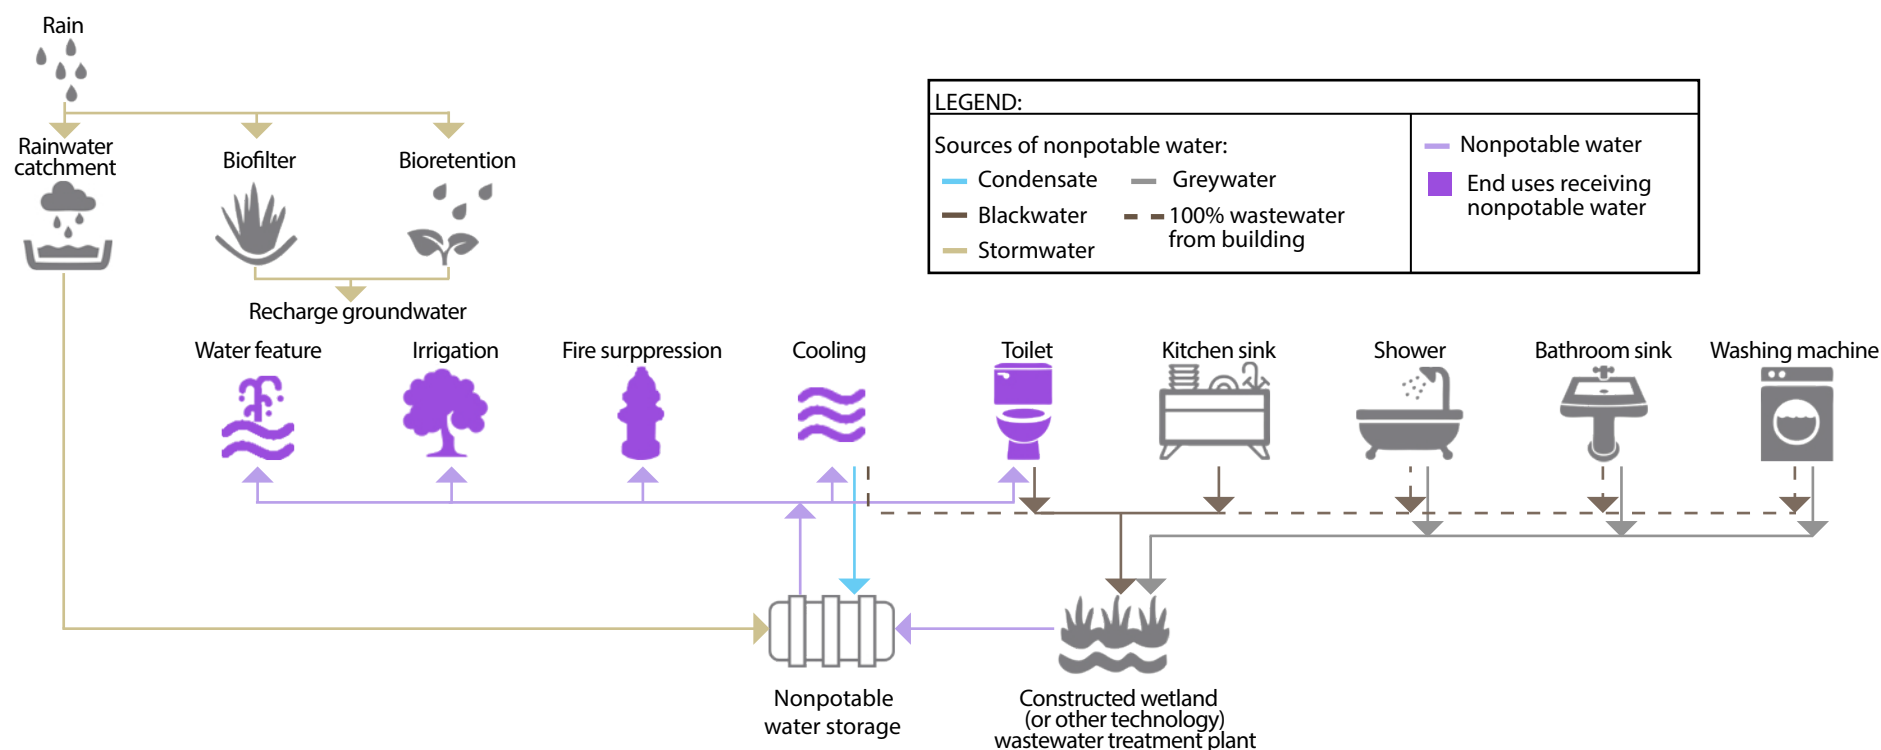 Rain
Rainwater
catchment
Biofilter
Bioretention
Recharge groundwater
LEGEND:
Sources of nonpotable water:
Condensate
Greywater
Blackwater
100% wastewater
from building
Stormwater
Nonpotable water
End uses receiving
nonpotable water
Water feature
Irrigation
Fire surppression
Cooling
Toilet
Kitchen sink
Shower
Bathroom sink
Washing machine
Nonpotable
water storage
Constructed wetland
(or other technology)
wastewater treatment plant